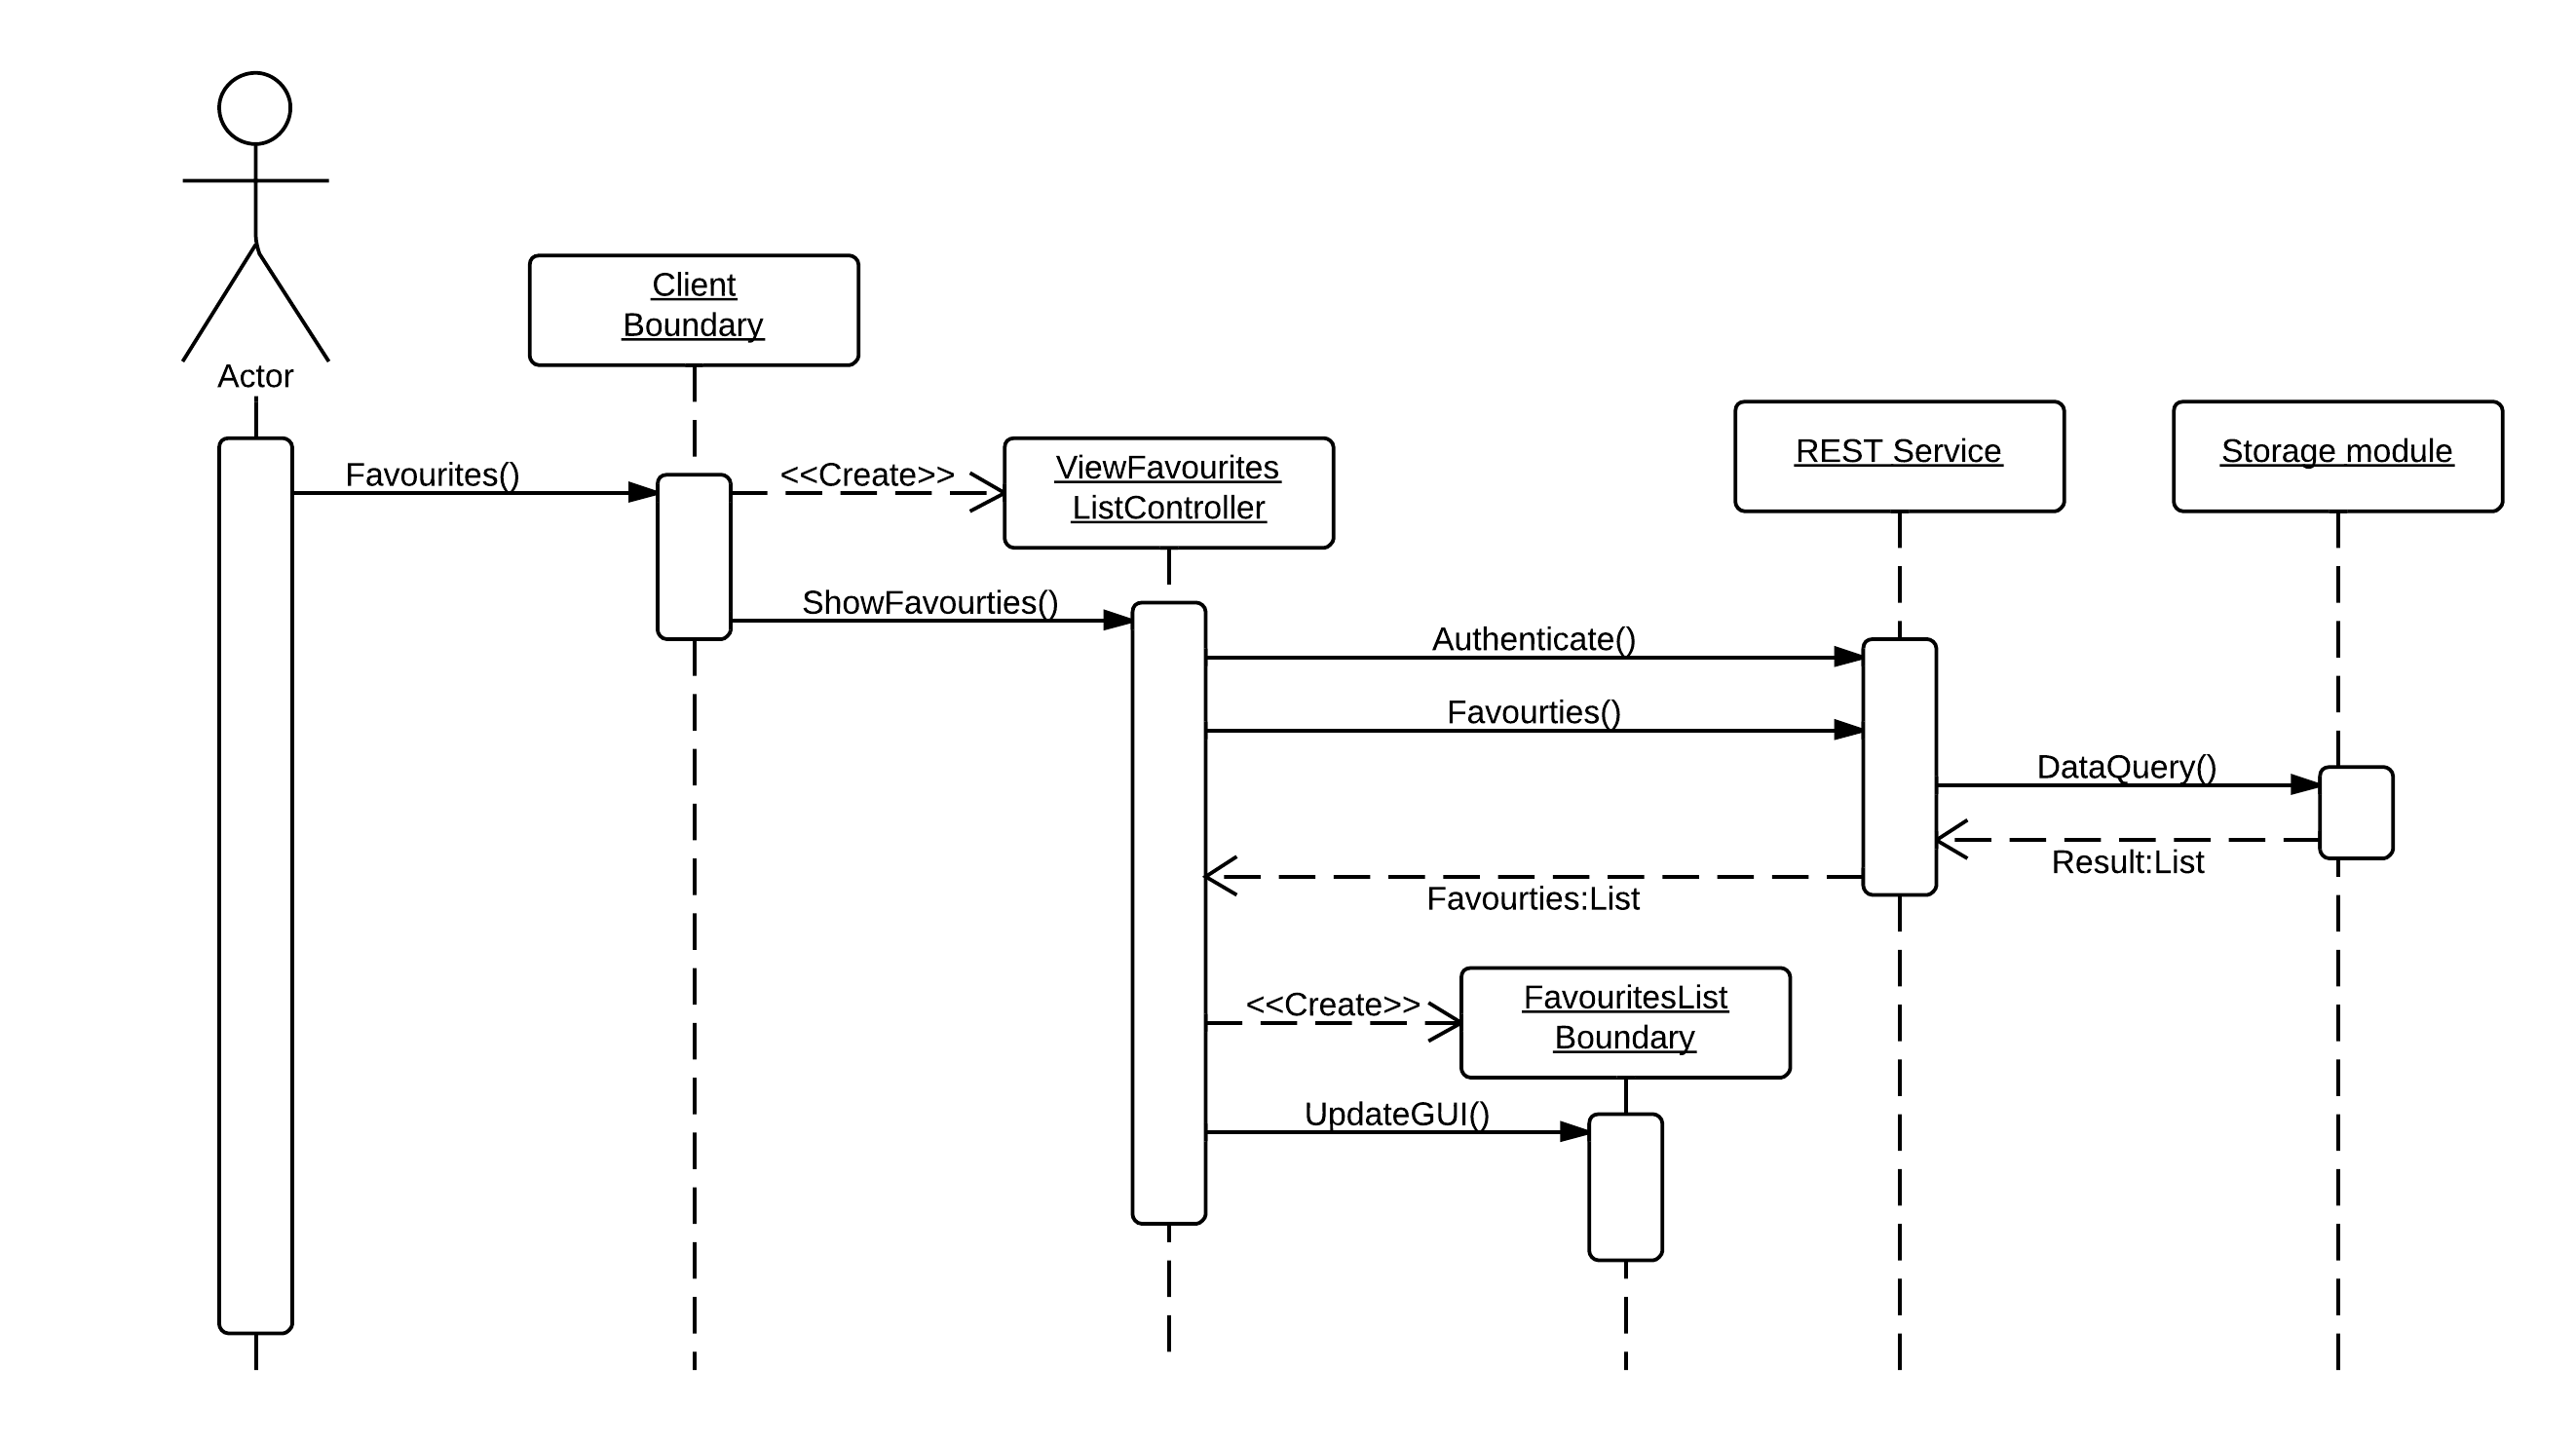 Actor
Client
Boundary
Favourites()
<<Create>>
ViewFavourites
ListController
REST Service
Storage module
ShowFavourties()
Authenticate()
Favourties()
DataQuery()
Result:List
Favourties:List
<<Create>>
FavouritesList
Boundary
UpdateGUI()